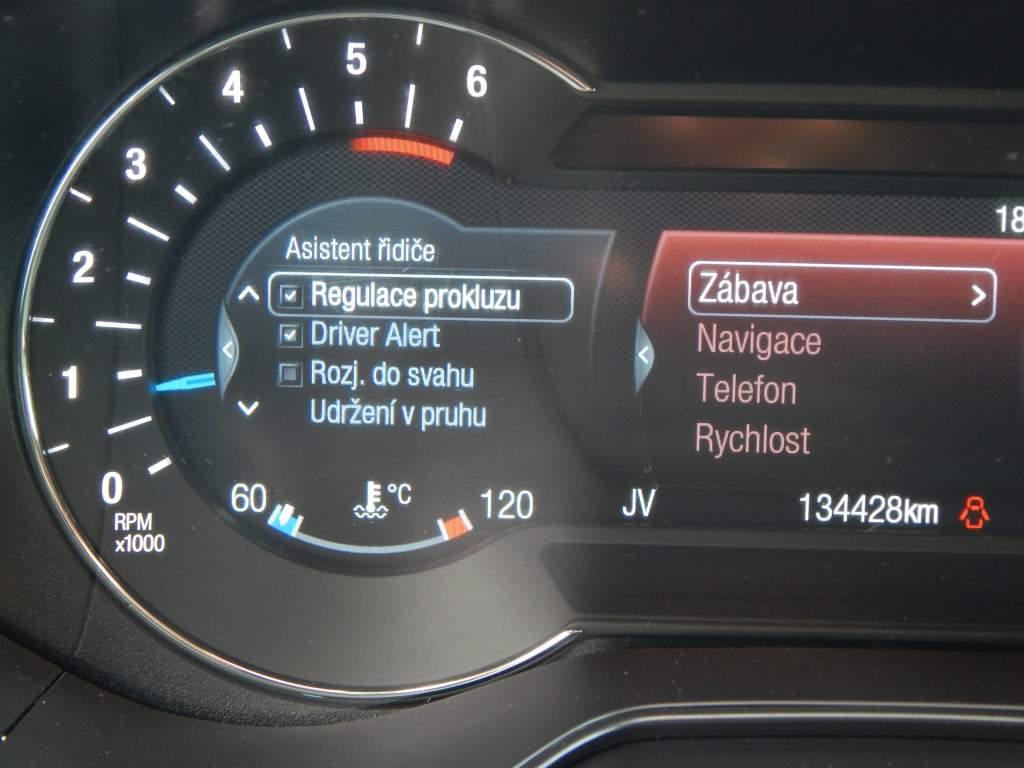 6
5
4
3
2
1
0
RPM
x1000
18
Asistent řidiče
Regulace prokluzu
Driver Alert
Rozj. do svahu
Udržení v pruhu
Zábava
Navigace
Telefon
Rychlost
60 °C 120
JV
134428km